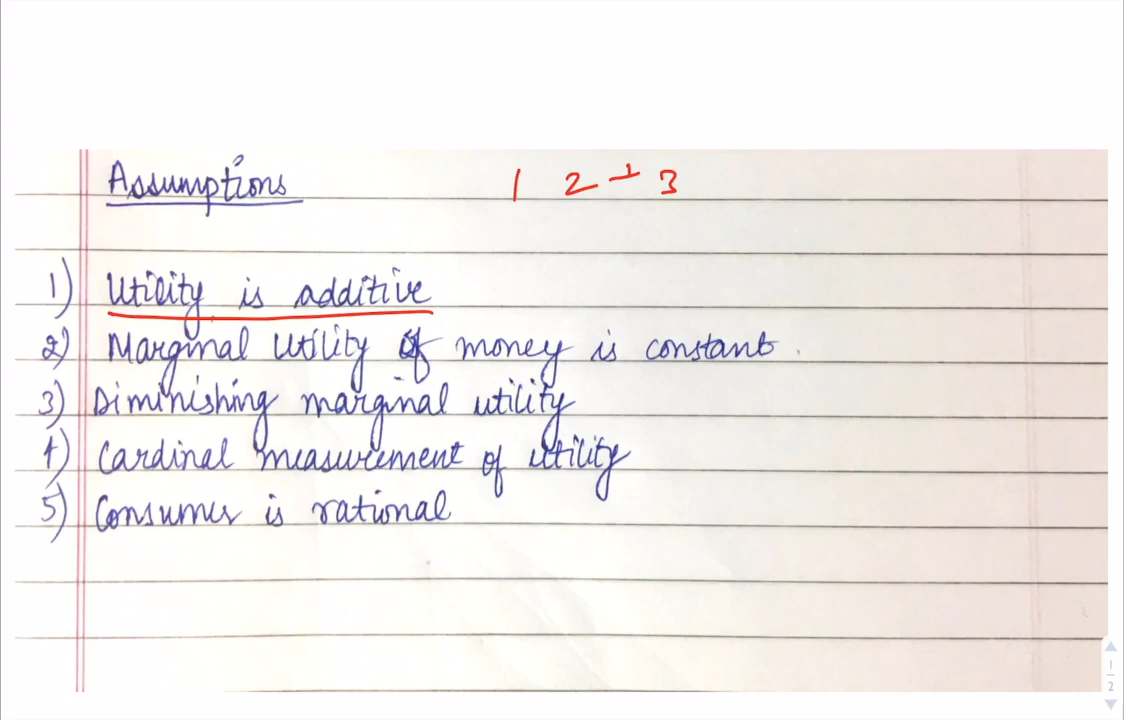 Assumptions
1 2 + 3
1) Utility is additive
2) Marginal Utility of money is constant.
3) Diminishing marginal utility
4) Cardinal measurement of utility
5) Consumer is rational
1
2